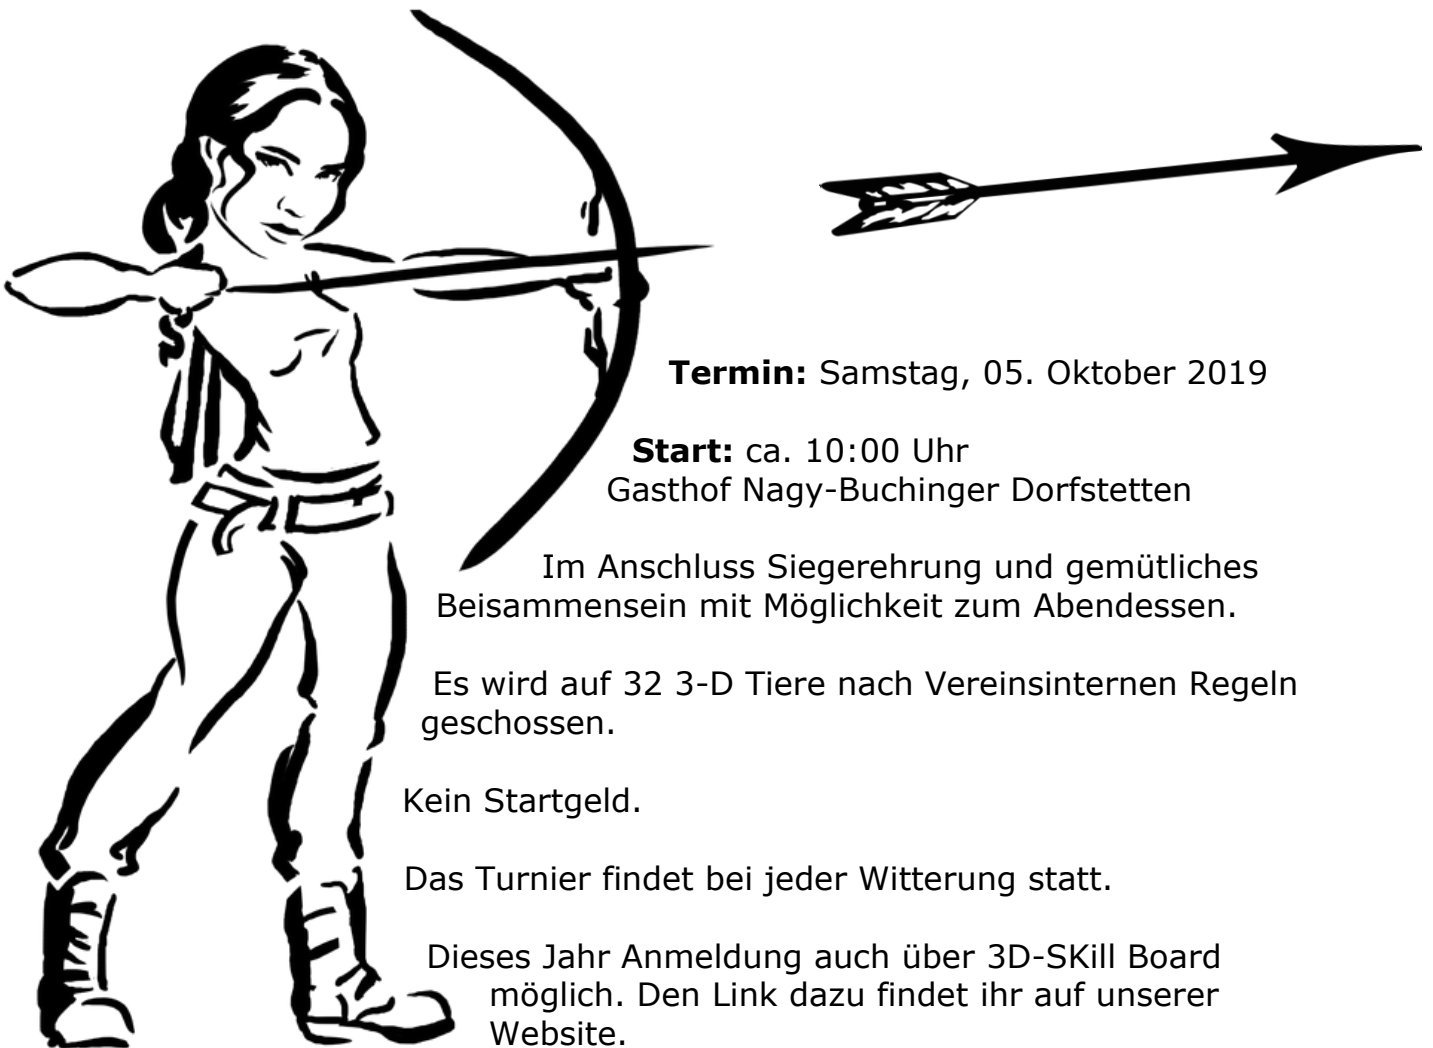 Termin: Samstag, 05. Oktober 2019
Start: ca. 10:00 Uhr
Gasthof Nagy-Buchinger Dorfstetten
Im Anschluss Siegerehrung und gemütliches
Beisammensein mit Möglichkeit zum Abendessen.
Es wird auf 32 3-D Tiere nach Vereinsinternen Regeln
geschossen.
Kein Startgeld.
Das Turnier findet bei jeder Witterung statt.
Dieses Jahr Anmeldung auch über 3D-SKill Board
möglich. Den Link dazu findet ihr auf unserer
Website.